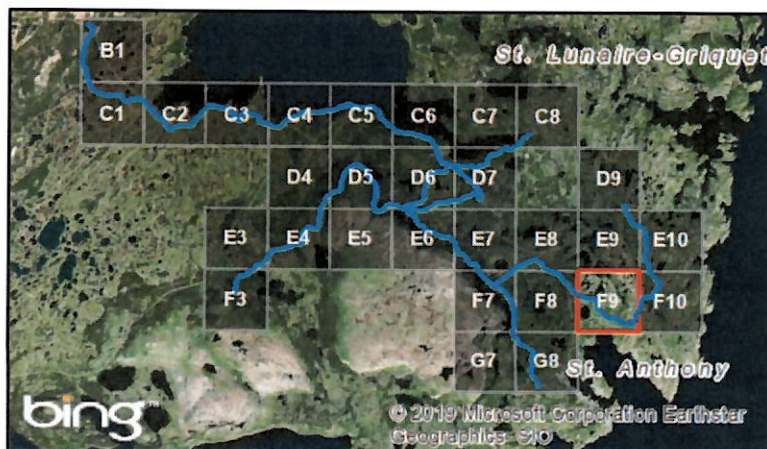 B1
St. Lunaire-Griquet
C1 C2 C3 C4 C5 C6 C7 C8
D4 D5 D6 D7 D9
E3 E4 E5 E6 E7 E8 E9 E10
F3 F7 F8 F9 F10
G7 G8 St. Anthony
bing™
© 2019 Microsoft Corporation Earthstar
Geographics SIO